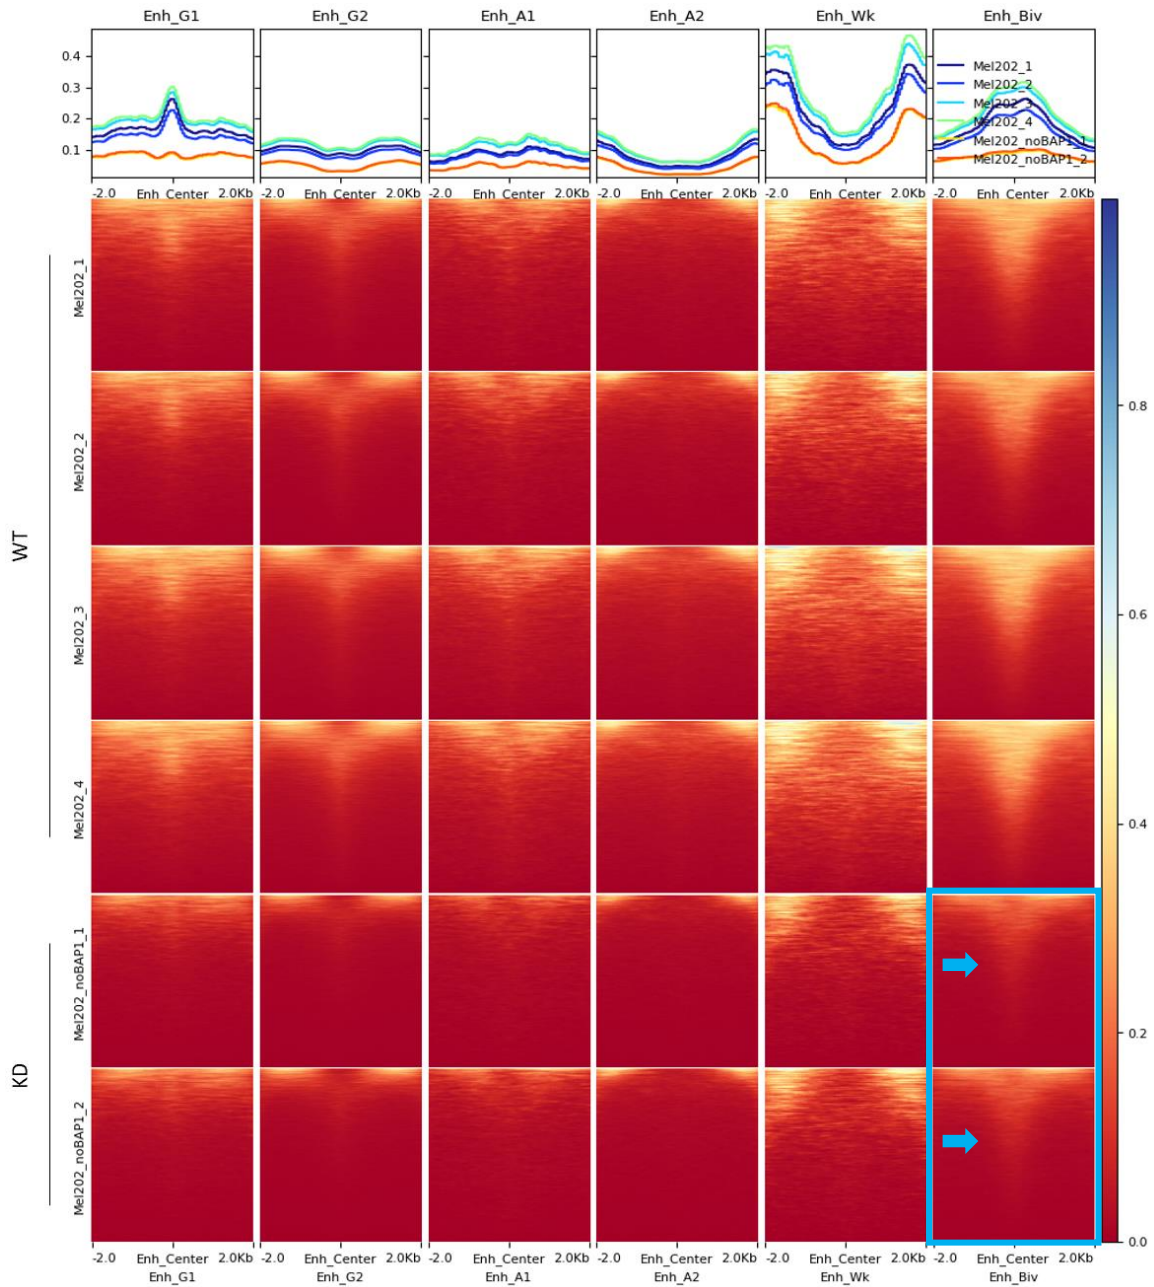 Enh_G1 Enh_G2 Enh_A1 Enh_A2 Enh_Wk Enh_Biv
0.4
0.3
0.2
0.1
Mel202_1
Mel202_2
Mel202_3
Mel202_4
Mel202_noBAP1_1
Mel202_noBAP1_2
-2.0 Enh_Center 2.0Kb -2.0 Enh_Center 2.0Kb -2.0 Enh_Center 2.0Kb -2.0 Enh_Center 2.0Kb -2.0 Enh_Center 2.0Kb -2.0 Enh_Center 2.0Kb
WT
Mel202_1
Mel202_2
Mel202_3
Mel202_4
KD
Mel202_noBAP1_1
Mel202_noBAP1_2
0.8
0.6
0.4
0.2
0.0
-2.0 Enh_Center 2.0Kb -2.0 Enh_Center 2.0Kb -2.0 Enh_Center 2.0Kb -2.0 Enh_Center 2.0Kb -2.0 Enh_Center 2.0Kb -2.0 Enh_Center 2.0Kb
Enh_G1 Enh_G2 Enh_A1 Enh_A2 Enh_Wk Enh_Biv